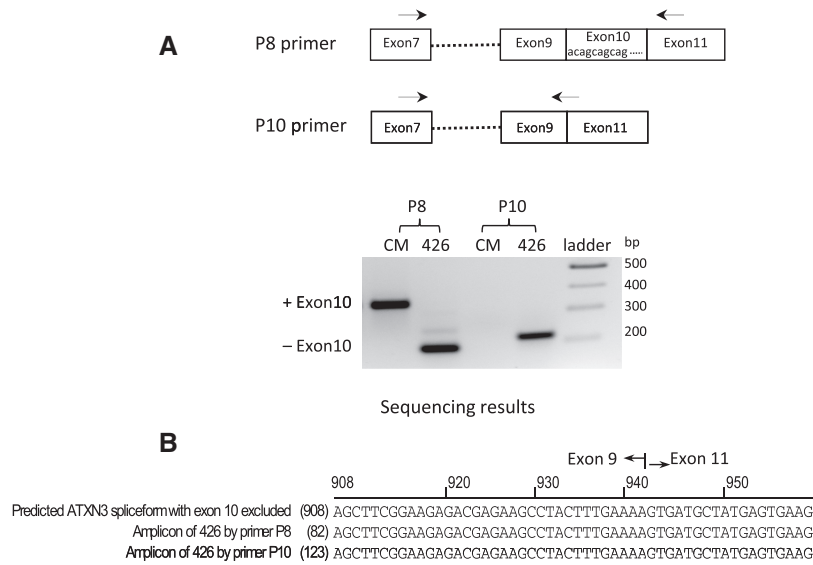 A
P8 primer
Exon7
Exon9
Exon10
acagcagcag .....
Exon11
P10 primer
Exon7
Exon9
Exon11
P8 P10
CM 426 CM 426 ladder bp
500
400
+ Exon10 300
200
– Exon10
Sequencing results
B
Exon 9 Exon 11
908 920 930 940 950
Predicted ATXN3 spliceform with exon 10 excluded (908) AGCTTCGGAAGAGACGAGAAGCCTACTTTGAAAAGTGATGCTATGAGTGAAG
Amplicon of 426 by primer P8 (82) AGCTTCGGAAGAGACGAGAAGCCTACTTTGAAAAGTGATGCTATGAGTGAAG
Amplicon of 426 by primer P10 (123) AGCTTCGGAAGAGACGAGAAGCCTACTTTGAAAAGTGATGCTATGAGTGAAG